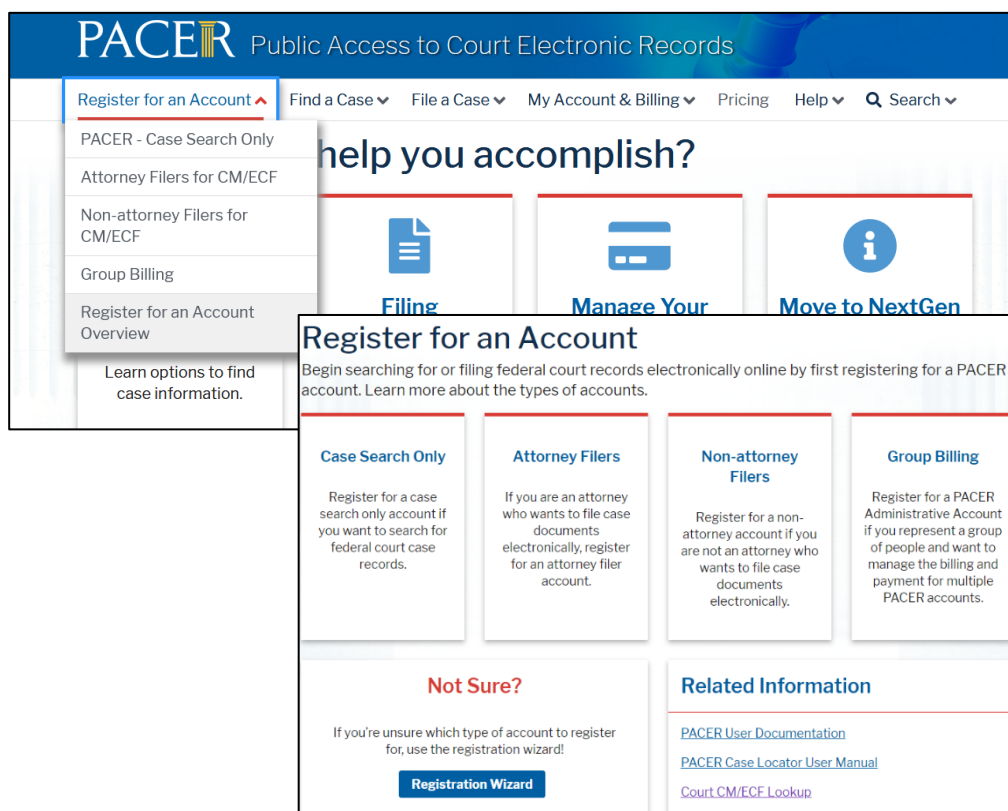 PACER Public Access to Court Electronic Records
Register for an Account Find a Case File a Case My Account & Billing Pricing Help Search
PACER - Case Search Only
Attorney Filers for CM/ECF
Non-attorney Filers for
CM/ECF
Group Billing
Register for an Account
Overview
help you accomplish?
Filing
Manage Your
Move to NextGen
Learn options to find
case information.
Register for an Account
Begin searching for or filing federal court records electronically online by first registering for a PACER
account. Learn more about the types of accounts.
Case Search Only
Register for a case
search only account if
you want to search for
federal court case
records.
Attorney Filers
If you are an attorney
who wants to file case
documents
electronically, register
for an attorney filer
account.
Non-attorney
Filers
Register for a non-
attorney account if you
are not an attorney who
wants to file case
documents
electronically.
Group Billing
Register for a PACER
Administrative Account
if you represent a group
of people and want to
manage the billing and
payment for multiple
PACER accounts.
Not Sure?
If you're unsure which type of account to register
for, use the registration wizard!
Registration Wizard
Related Information
PACER User Documentation
PACER Case Locator User Manual
Court CM/ECF Lookup